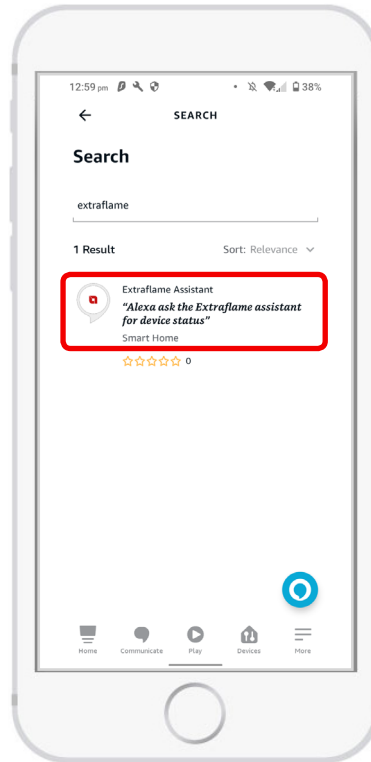 12:59 pm 38%
SEARCH
Search
extraflame
1 Result Sort: Relevance
Extraflame Assistant
"Alexa ask the Extraflame assistant
for device status"
Smart Home
0
Home Communicate Play Devices More